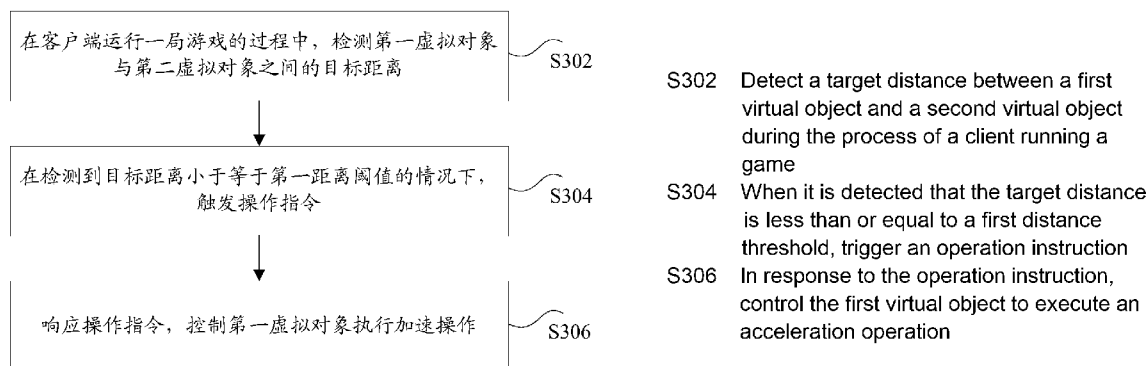 在客户端运行一局游戏的过程中，检测第一虚拟对象
与第二虚拟对象之间的目标距离
S302
在检测到目标距离小于等于第一距离阈值的情况下，
触发操作指令
S304
响应操作指令，控制第一虚拟对象执行加速操作
S306
S302 Detect a target distance between a first
virtual object and a second virtual object
during the process of a client running a
game
S304 When it is detected that the target distance
is less than or equal to a first distance
threshold, trigger an operation instruction
S306 In response to the operation instruction,
control the first virtual object to execute an
acceleration operation